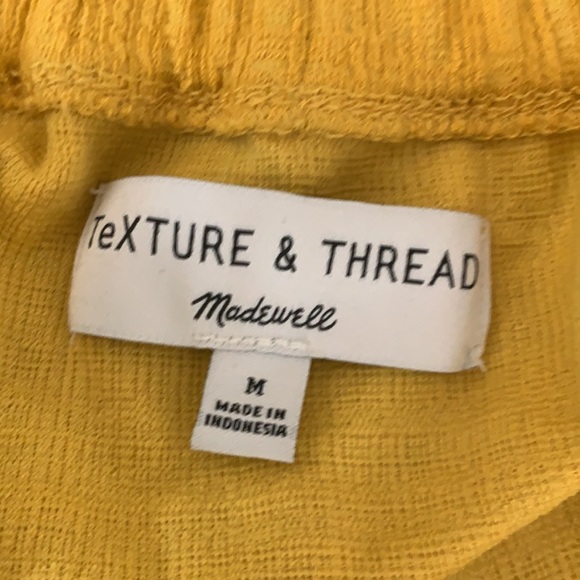 TeXTURE & THREAD
Madewell
M
MADE IN
INDONESIA